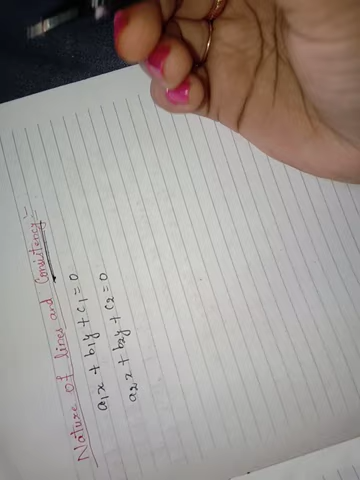 Nature of lines and Consistency:-
a₁x + b₁y + c₁ = 0
a₂x + b₂y + c₂ = 0